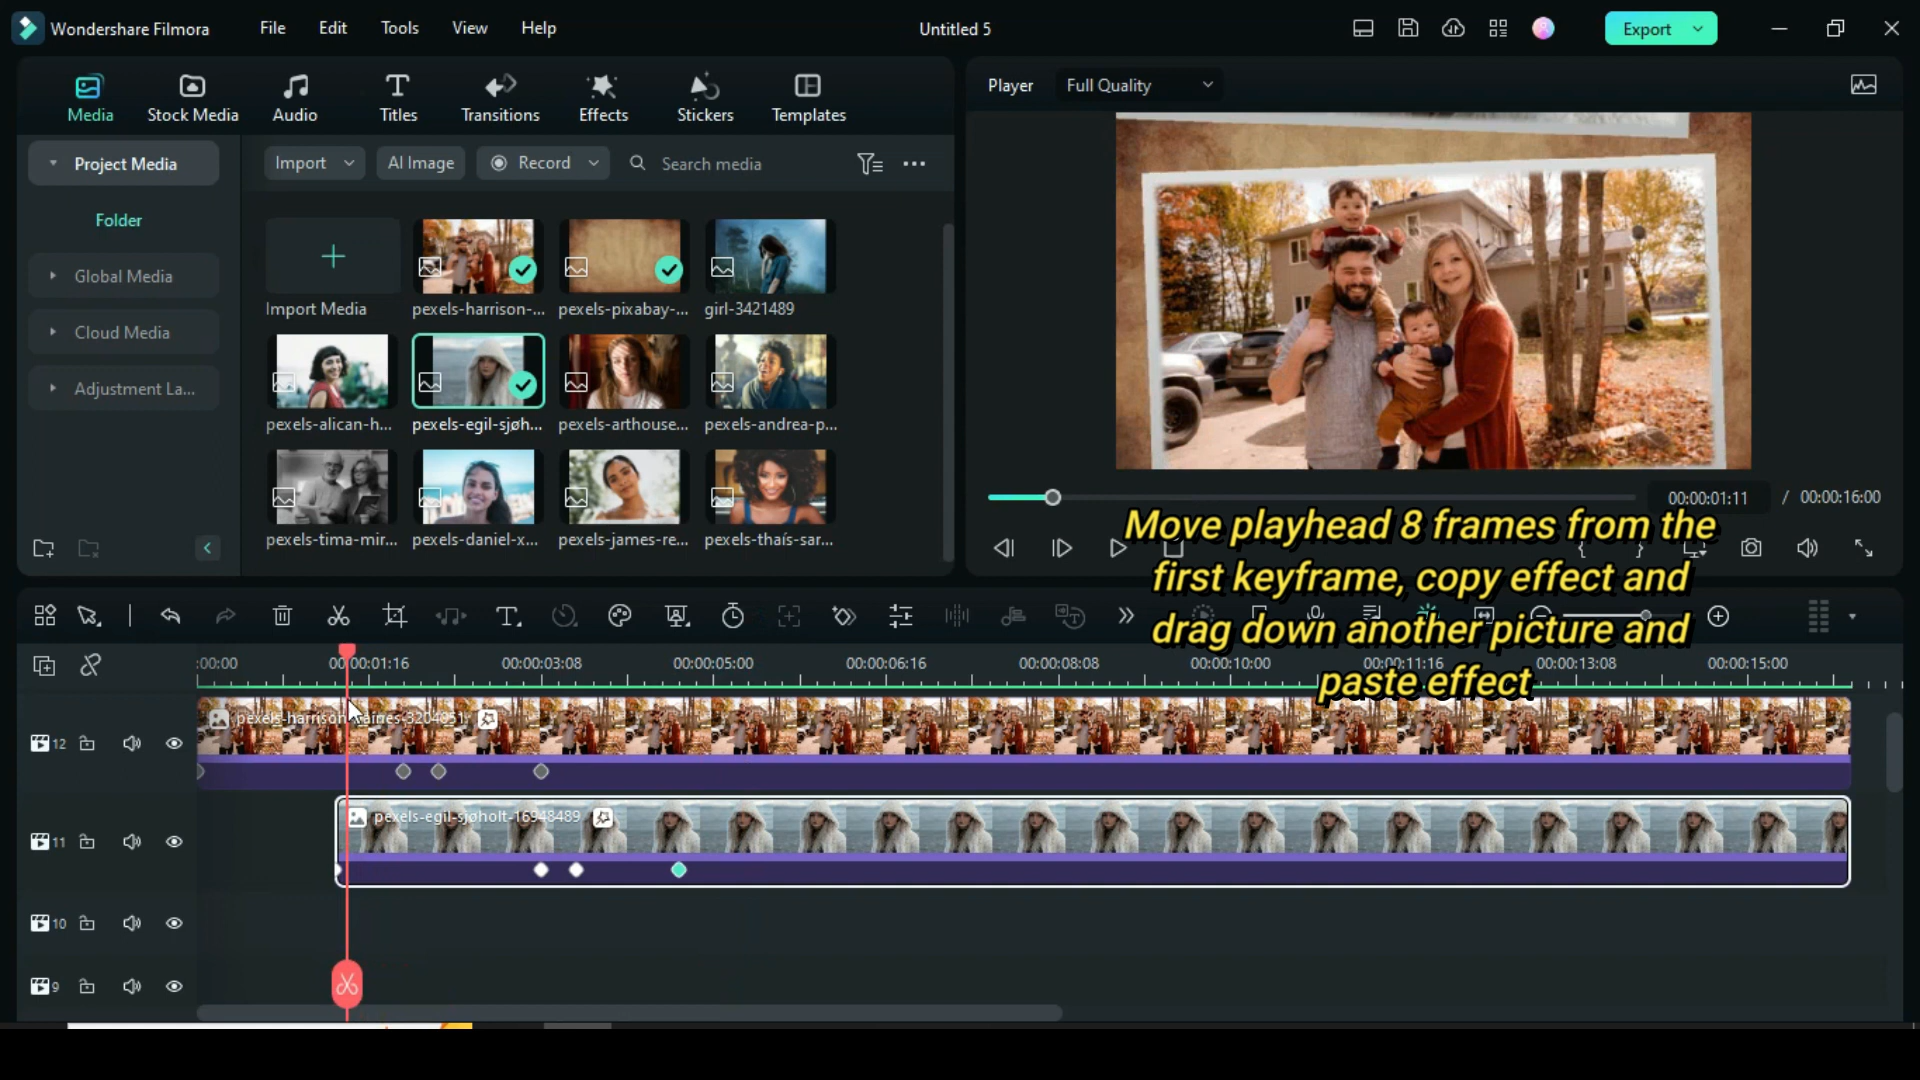 Wondershare Filmora
File
Edit
Tools
View
Help
Untitled 5
Export
Media
Stock Media
Audio
Titles
Transitions
Effects
Stickers
Templates
Player
Full Quality
Project Media
Import
AI Image
Record
Search media
Folder
Global Media
Cloud Media
Adjustment La...
Import Media
pexels-harrison-...
pexels-pixabay-...
girl-3421489
pexels-alican-h...
pexels-egil-sjøh...
pexels-arthouse...
pexels-andrea-p...
pexels-tima-mir...
pexels-daniel-x...
pexels-james-re...
pexels-thaís-sar...
00:00:01:11
/ 00:00:16:00
Move playhead 8 frames from the
first keyframe, copy effect and
drag down another picture and
paste effect
:00:00
00:00:01:16
00:00:03:08
00:00:05:00
00:00:06:16
00:00:08:08
00:00:10:00
00:00:11:16
00:00:13:08
00:00:15:00
12
pexels-harrison-haines-3204951
11
pexels-egil-sjøholt-16948489
10
9